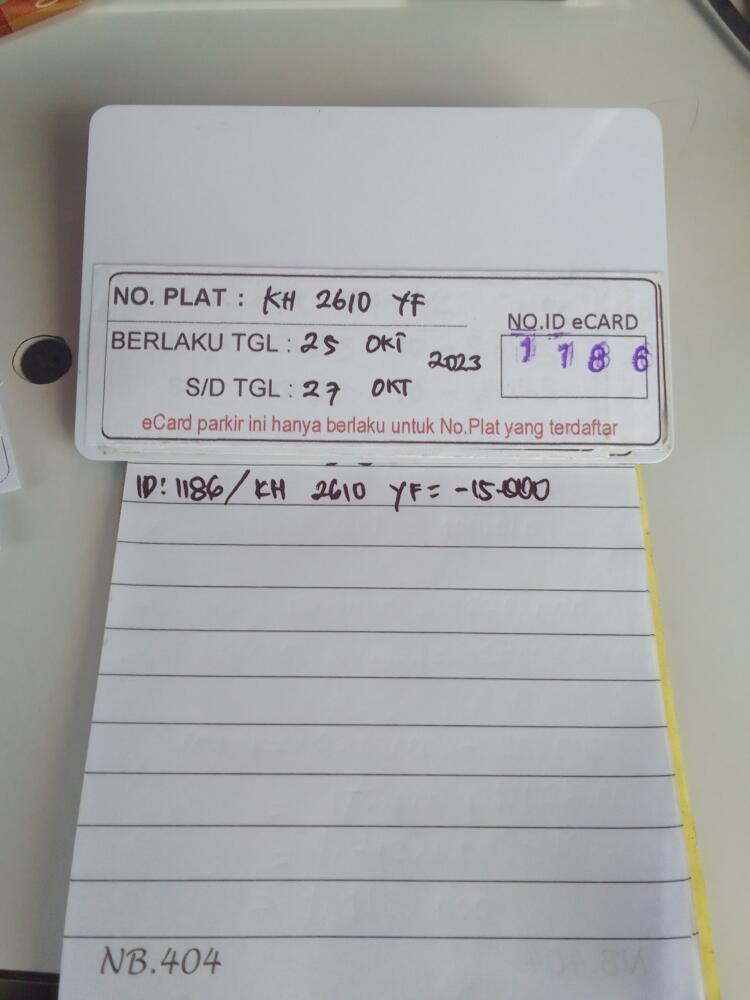 NO. PLAT : KH 2610 YF
NO.ID eCARD
BERLAKU TGL : 25 OKT 2023
1186
S/D TGL : 27 OKT
eCard parkir ini hanya berlaku untuk No.Plat yang terdaftar
ID: 1186/ KH 2610 YF = -15.000
NB.404